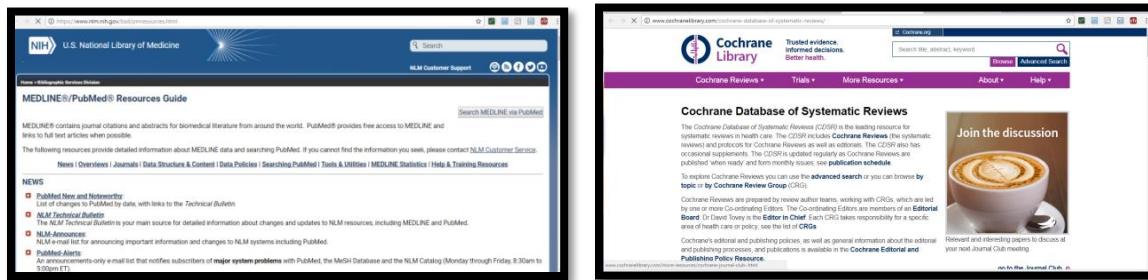 https://www.nlm.nih.gov/bsd/pmresources.html
NIH U.S. National Library of Medicine
Search
NLM Customer Support
Home > Bibliographic Services Division
MEDLINE®/PubMed® Resources Guide
Search MEDLINE via PubMed
MEDLINE® contains journal citations and abstracts for biomedical literature from around the world. PubMed® provides free access to MEDLINE and
links to full text articles when possible.
The following resources provide detailed information about MEDLINE data and searching PubMed. If you cannot find the information you seek, please contact NLM Customer Service.
News | Overviews | Journals | Data Structure & Content | Data Policies | Searching PubMed | Tools & Utilities | MEDLINE Statistics | Help & Training Resources
NEWS
PubMed New and Noteworthy:
List of changes to PubMed by date, with links to the Technical Bulletin.
NLM Technical Bulletin:
The NLM Technical Bulletin is your main source for detailed information about changes and updates to NLM resources, including MEDLINE and PubMed.
NLM-Announces:
NLM e-mail list for announcing important information and changes to NLM systems including PubMed.
PubMed-Alerts:
An announcements-only e-mail list that notifies subscribers of major system problems with PubMed, the MeSH Database and the NLM Catalog (Monday through Friday, 8:30am to
5:00pm ET).
www.cochranelibrary.com/cochrane-database-of-systematic-reviews/
Cochrane.org
Cochrane
Library
Trusted evidence.
Informed decisions.
Better health.
Search title, abstract, keyword
Browse Advanced Search
Cochrane Reviews Trials More Resources About Help
Cochrane Database of Systematic Reviews
The Cochrane Database of Systematic Reviews (CDSR) is the leading resource for
systematic reviews in health care. The CDSR includes Cochrane Reviews (the systematic
reviews) and protocols for Cochrane Reviews as well as editorials. The CDSR also has
occasional supplements. The CDSR is updated regularly as Cochrane Reviews are
published 'when ready' and form monthly issues; see publication schedule.
To explore Cochrane Reviews you can use the advanced search or you can browse by
topic or by Cochrane Review Group (CRG).
Cochrane Reviews are prepared by review author teams, working with CRGs, which are led
by one or more Co-ordinating Editors. The Co-ordinating Editors are members of an Editorial
Board. Dr David Tovey is the Editor in Chief. Each CRG takes responsibility for a specific
area of health care or policy; see the list of CRGs
Cochrane's editorial and publishing policies, as well as general information about the editorial
and publishing processes, and publications is available in the Cochrane Editorial and
Publishing Policy Resource.
www.cochranelibrary.com/more-resources/cochrane-journal-club.html
Join the discussion
Relevant and interesting papers to discuss at
your next Journal Club meeting.
go to the Journal Club